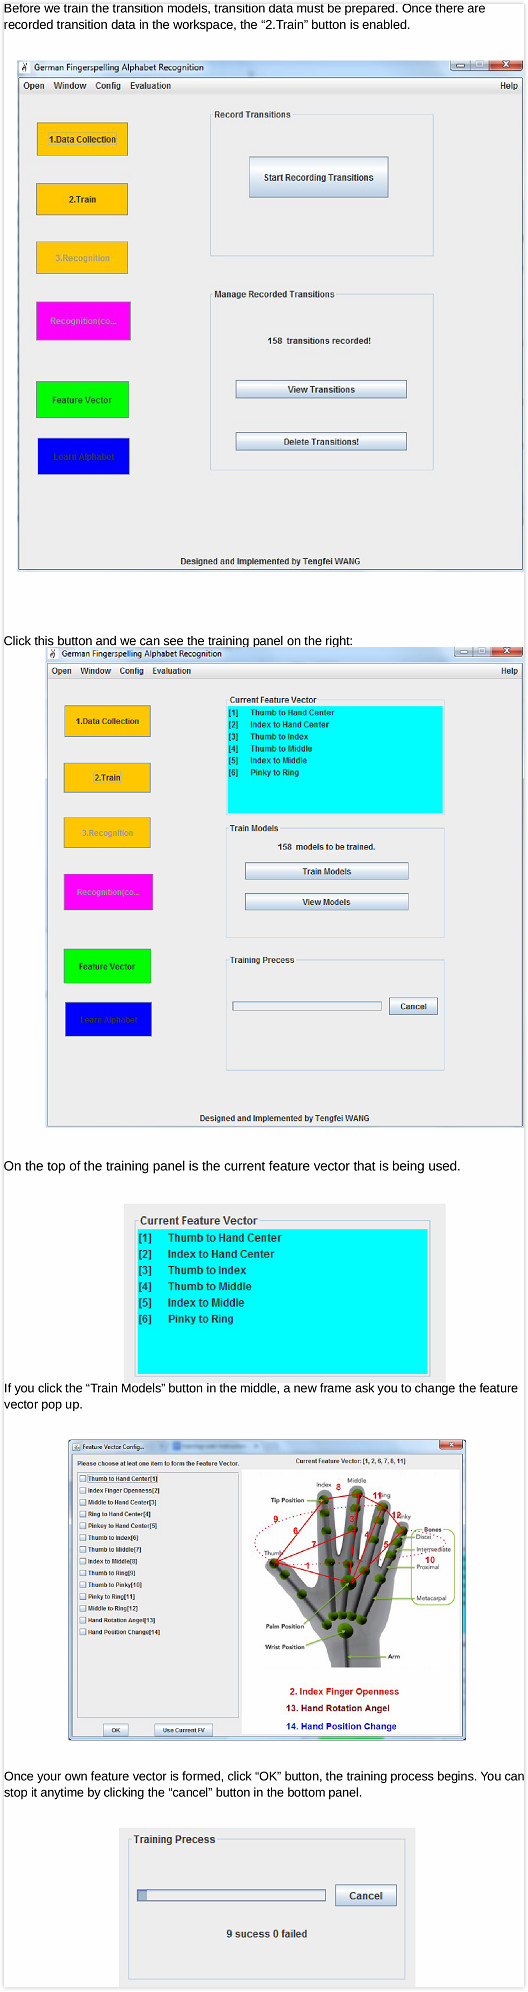 Before we train the transition models, transition data must be prepared. Once there are
recorded transition data in the workspace, the “2.Train” button is enabled.
German Fingerspelling Alphabet Recognition
Open Window Config Evaluation Help
Record Transitions
1.Data Collection
Start Recording Transitions
2.Train
3.Recognition
Manage Recorded Transitions
Recognition(co...
158 transitions recorded!
View Transitions
Feature Vector
Delete Transitions!
Learn Alphabet
Designed and Implemented by Tengfei WANG
Click this button and we can see the training panel on the right:
German Fingerspelling Alphabet Recognition
Open Window Config Evaluation Help
Current Feature Vector
[1] Thumb to Hand Center
[2] Index to Hand Center
[3] Thumb to Index
[4] Thumb to Middle
[5] Index to Middle
[6] Pinky to Ring
1.Data Collection
2.Train
3.Recognition
Train Models
158 models to be trained.
Train Models
Recognition(co...
View Models
Feature Vector
Training Precess
Cancel
Learn Alphabet
Designed and Implemented by Tengfei WANG
On the top of the training panel is the current feature vector that is being used.
Current Feature Vector
[1] Thumb to Hand Center
[2] Index to Hand Center
[3] Thumb to Index
[4] Thumb to Middle
[5] Index to Middle
[6] Pinky to Ring
If you click the “Train Models” button in the middle, a new frame ask you to change the feature
vector pop up.
Feature Vector Config...
Please choose at leat one item to form the Feature Vector.
Current Feature Vector: [1, 2, 6, 7, 8, 11]
Thumb to Hand Center[1]
Index Finger Openness[2]
Middle to Hand Center[3]
Ring to Hand Center[4]
Pinkey to Hand Center[5]
Thumb to Index[6]
Thumb to Middle[7]
Index to Middle[8]
Thumb to Ring[9]
Thumb to Pinky[10]
Pinky to Ring[11]
Middle to Ring[12]
Hand Rotation Angel[13]
Hand Position Change[14]
OK
Use Current FV
Middle
Index
8
11
Ring
Tip Position
12
Pinky
9
6
3
Bones
Distal
7
4
5
Intermediate
Thumb
10
1
Proximal
Metacarpal
Palm Position
Wrist Position
Arm
2. Index Finger Openness
13. Hand Rotation Angel
14. Hand Position Change
Once your own feature vector is formed, click “OK” button, the training process begins. You can
stop it anytime by clicking the “cancel” button in the bottom panel.
Training Precess
Cancel
9 sucess 0 failed